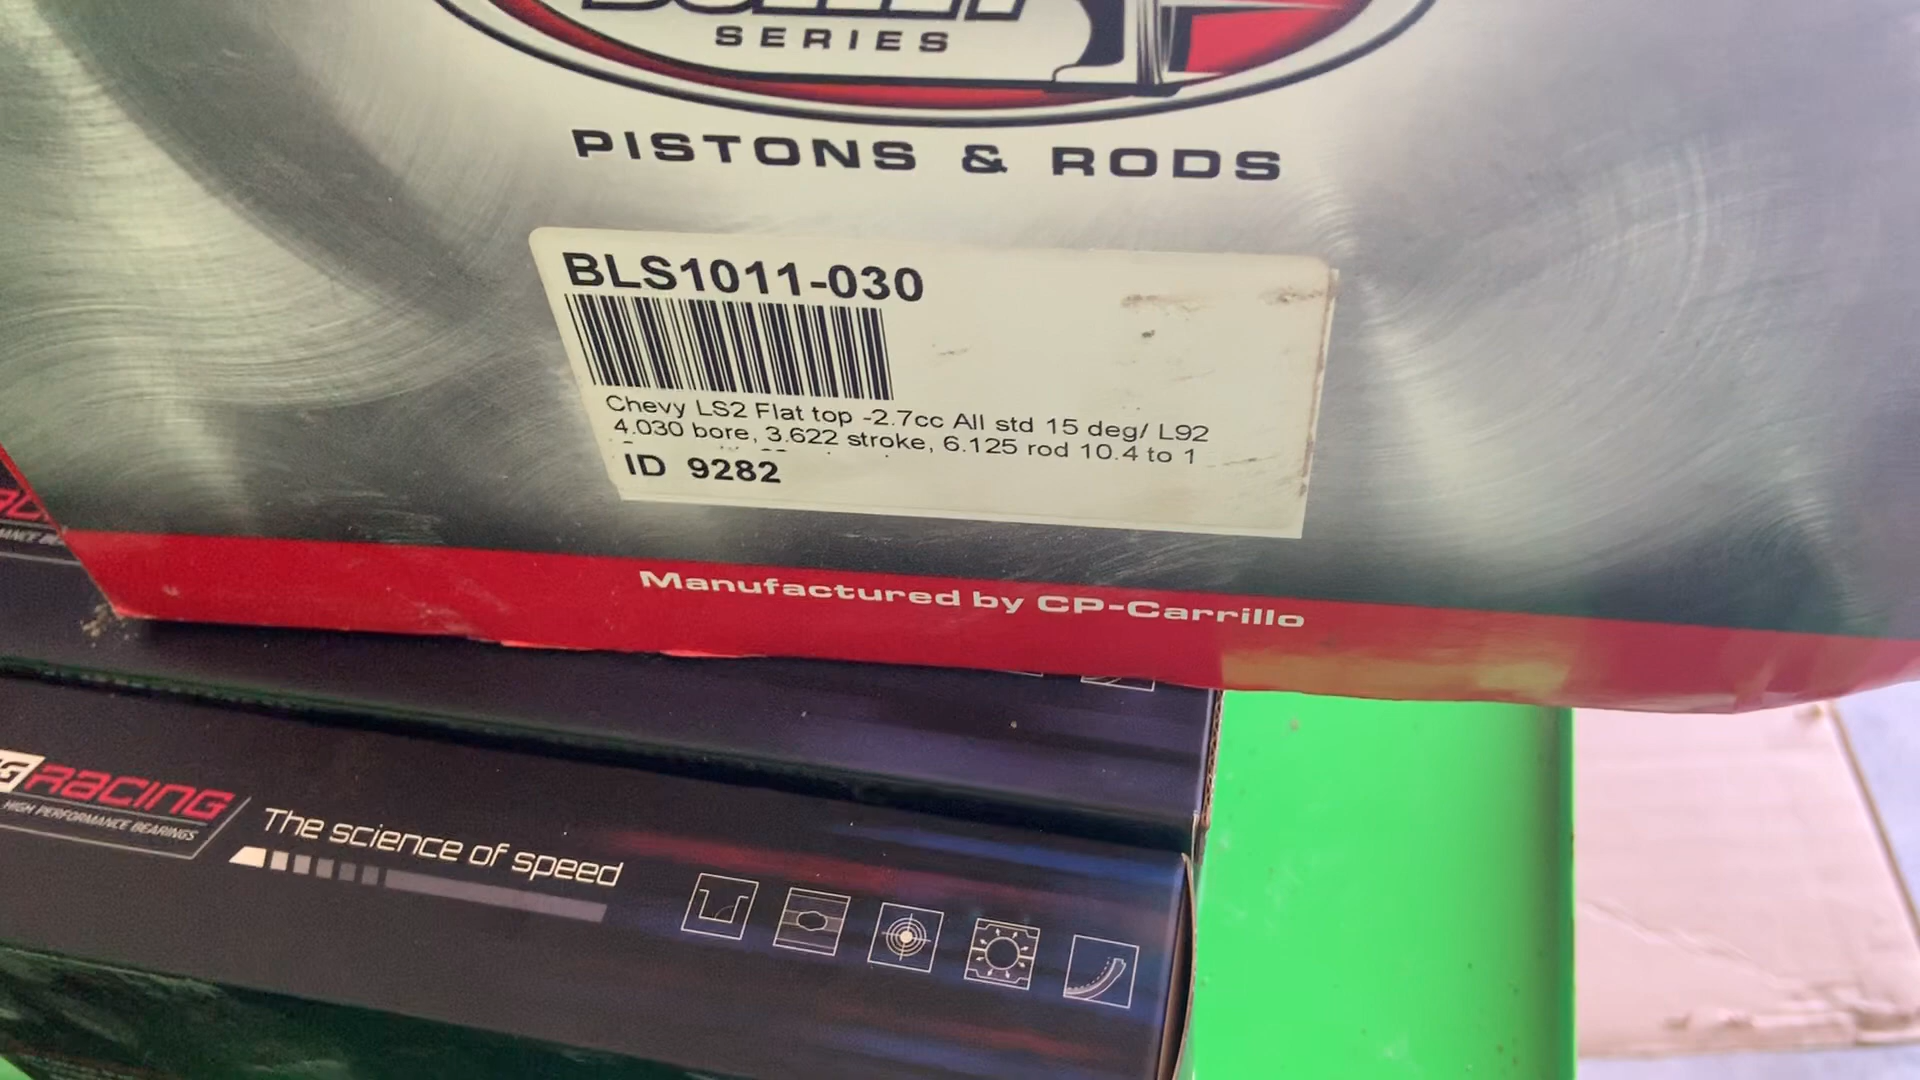 SERIES
PISTONS & RODS
BLS1011-030
Chevy LS2 Flat top -2.7cc All std 15 deg/ L92
4.030 bore, 3.622 stroke, 6.125 rod 10.4 to 1
ID 9282
Manufactured by CP-Carrillo
RACING
HIGH PERFORMANCE BEARINGS
The science of speed